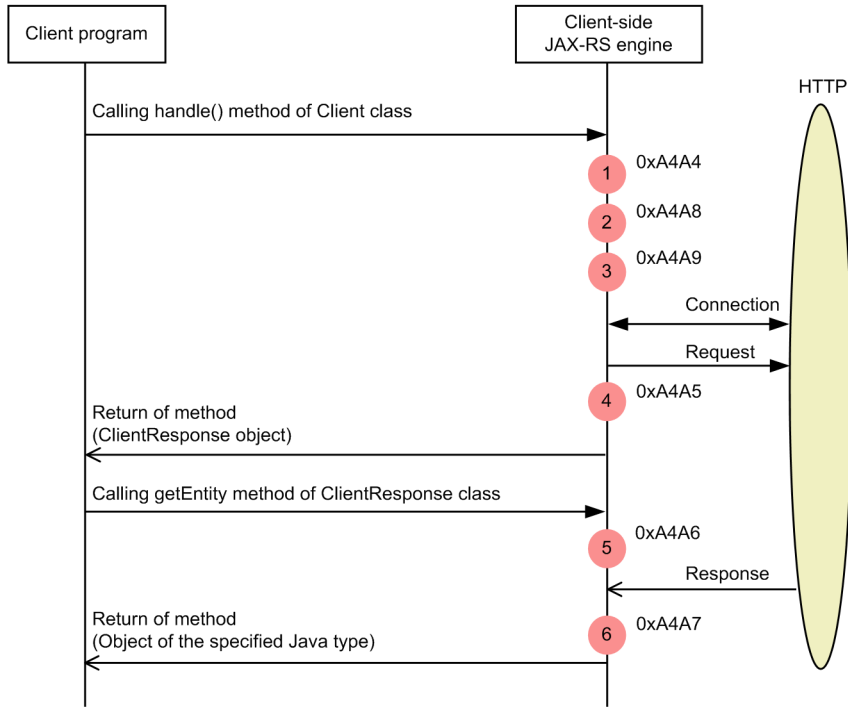 Client program
Client-side
JAX-RS engine
HTTP
Calling handle() method of Client class
1
0xA4A4
2
0xA4A8
3
0xA4A9
Connection
Request
4
0xA4A5
Return of method
(ClientResponse object)
Calling getEntity method of ClientResponse class
5
0xA4A6
Response
Return of method
(Object of the specified Java type)
6
0xA4A7